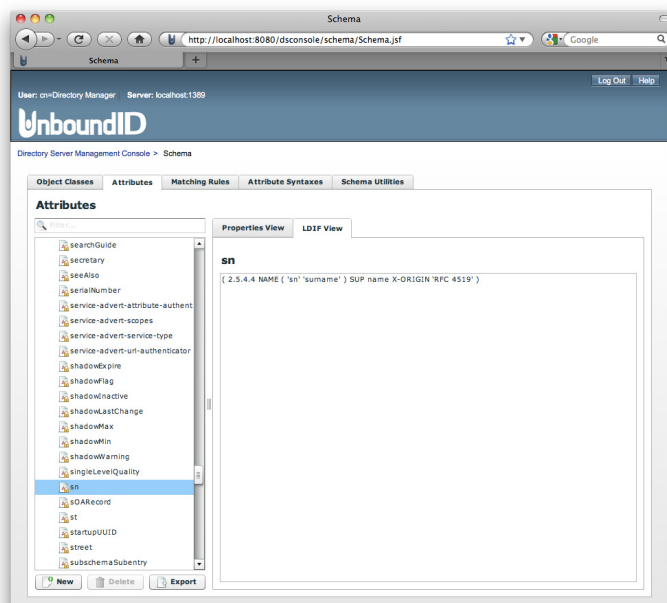 Schema
http://localhost:8080/dsconsole/schema/Schema.jsf
Google
Schema
+
Log Out Help
User: cn=Directory Manager Server: localhost:1389
UnboundID
Directory Server Management Console > Schema
Object Classes Attributes Matching Rules Attribute Syntaxes Schema Utilities
Attributes
Filter...
Properties View LDIF View
searchGuide
secretary
seeAlso
serialNumber
service-advert-attribute-authent
service-advert-scopes
service-advert-service-type
service-advert-url-authenticator
shadowExpire
shadowFlag
shadowInactive
shadowLastChange
shadowMax
shadowMin
shadowWarning
singleLevelQuality
sn
sOARecord
st
startupUUID
street
subschemaSubentry
sn
( 2.5.4.4 NAME ( 'sn' 'surname' ) SUP name X-ORIGIN 'RFC 4519' )
New Delete Export